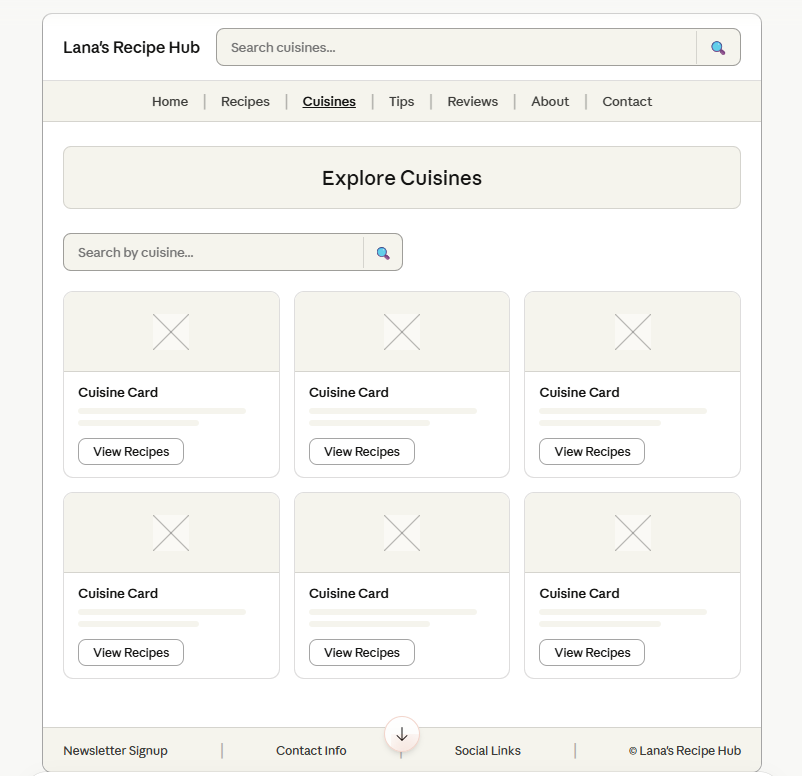 Lana's Recipe Hub
Search cuisines...
Home | Recipes | Cuisines | Tips | Reviews | About | Contact
Explore Cuisines
Search by cuisine...
Cuisine Card Cuisine Card Cuisine Card
View Recipes View Recipes View Recipes
Cuisine Card Cuisine Card Cuisine Card
View Recipes View Recipes View Recipes
Newsletter Signup | Contact Info | Social Links | © Lana's Recipe Hub